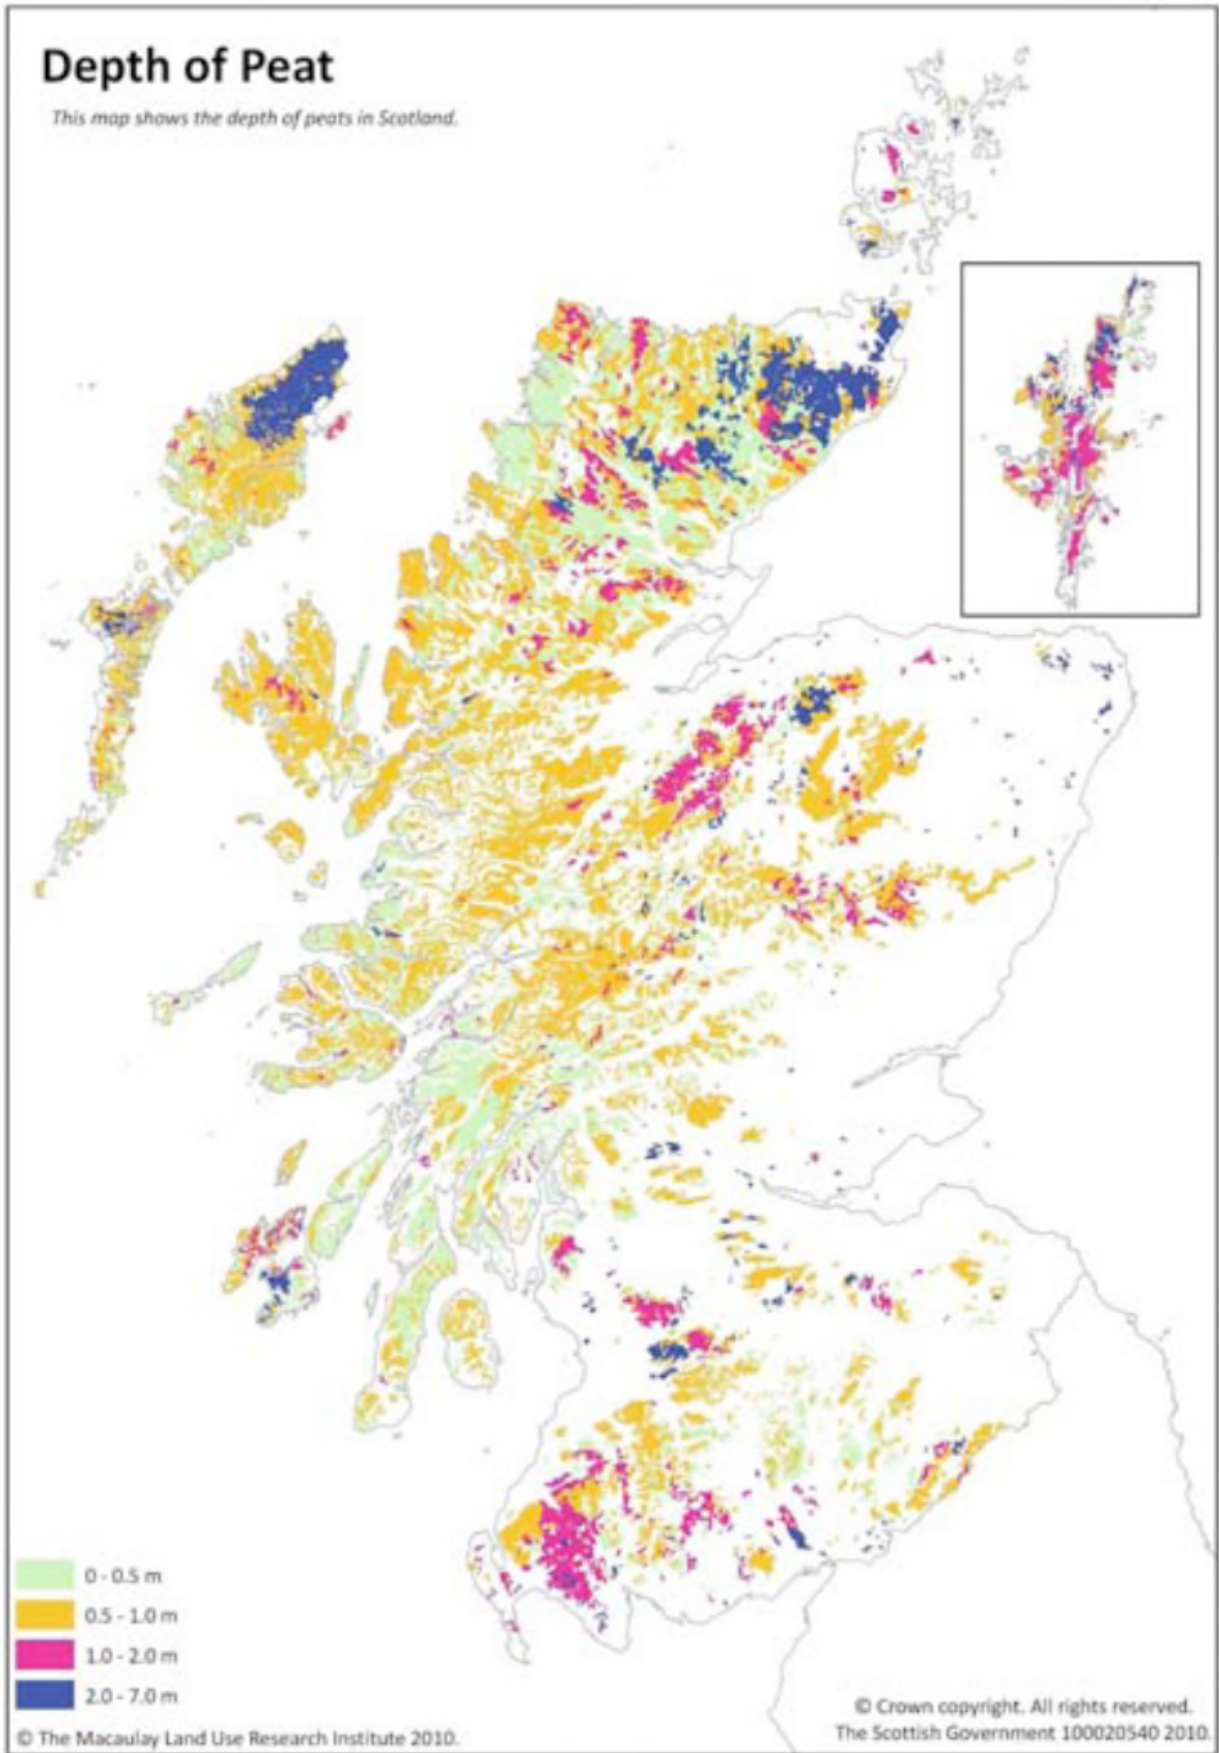 Depth of Peat
This map shows the depth of peats in Scotland.
0 - 0.5 m
0.5 - 1.0 m
1.0 - 2.0 m
2.0 - 7.0 m
© Crown copyright. All rights reserved.
© The Macaulay Land Use Research Institute 2010.
The Scottish Government 100020540 2010.